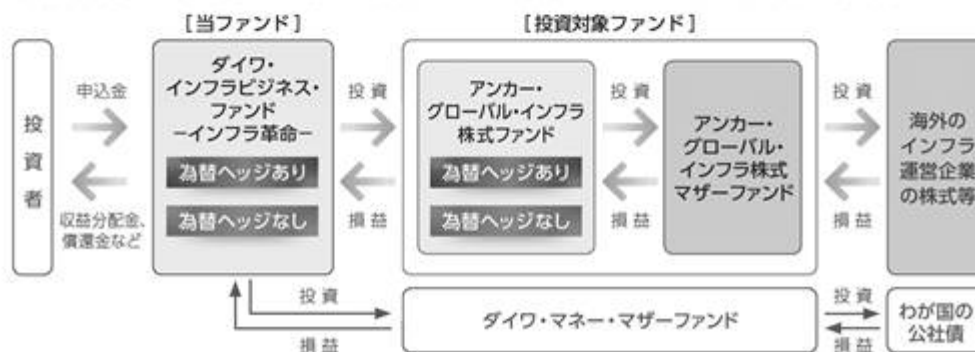 [当ファンド]
[投資対象ファンド]
投資者
申込金
収益分配金、
償還金など
ダイワ・
インフラビジネス・
ファンド
−インフラ革命−
為替ヘッジあり
為替ヘッジなし
投資
損益
アンカー・
グローバル・インフラ
株式ファンド
為替ヘッジあり
為替ヘッジなし
投資
損益
アンカー・
グローバル・
インフラ株式
マザーファンド
投資
損益
海外の
インフラ
運営企業
の株式等
投資
損益
ダイワ・マネー・マザーファンド
投資
損益
わが国の
公社債